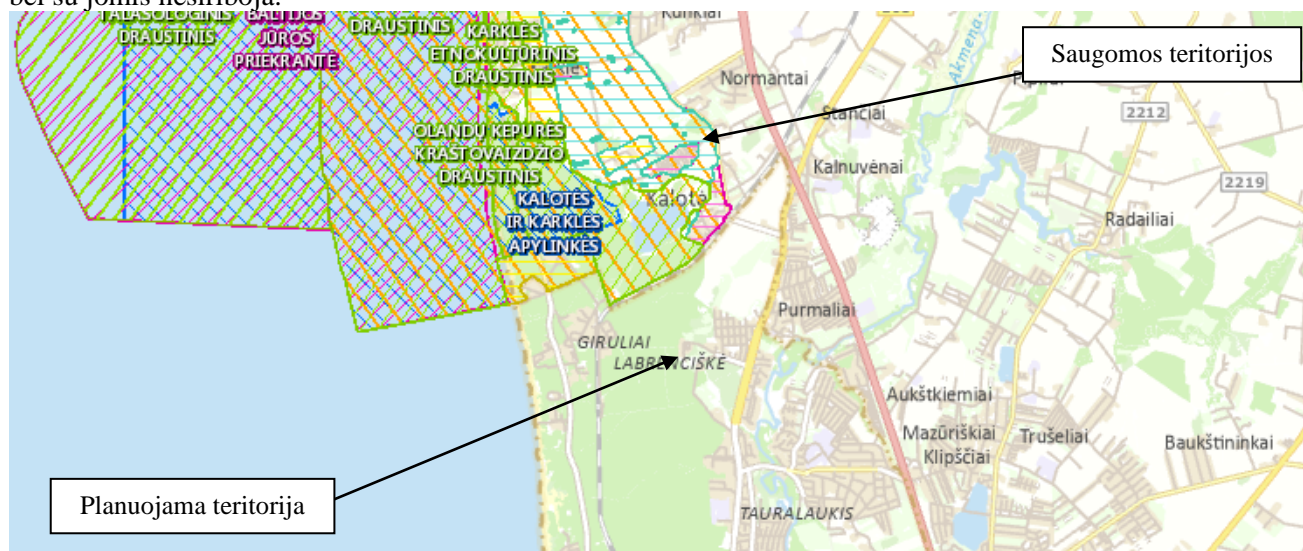 bei su jomis nesiriboja.
DRAUSTINIS
BALTIJOS
JŪROS
PRIEKRANTĖ
DRAUSTINIS
KARKLĖS
ETNOKULTŪRINIS
DRAUSTINIS
OLANDŲ KEPURĖS
KRAŠTOVAIZDŽIO
DRAUSTINIS
KALOTĖS
IR KARKLĖS
APYLINKĖS
Kalotė
Normantai
Stančiai
Kalnuvėnai
Akmena
2212
2219
Radailiai
Saugomos teritorijos
Purmaliai
GIRULIAI
LABRENCIŠKĖ
Aukštkiemiai
Mazūriškiai
Klipščiai
Trušeliai
Baukštininkai
TAURALAUKIS
Planuojama teritorija